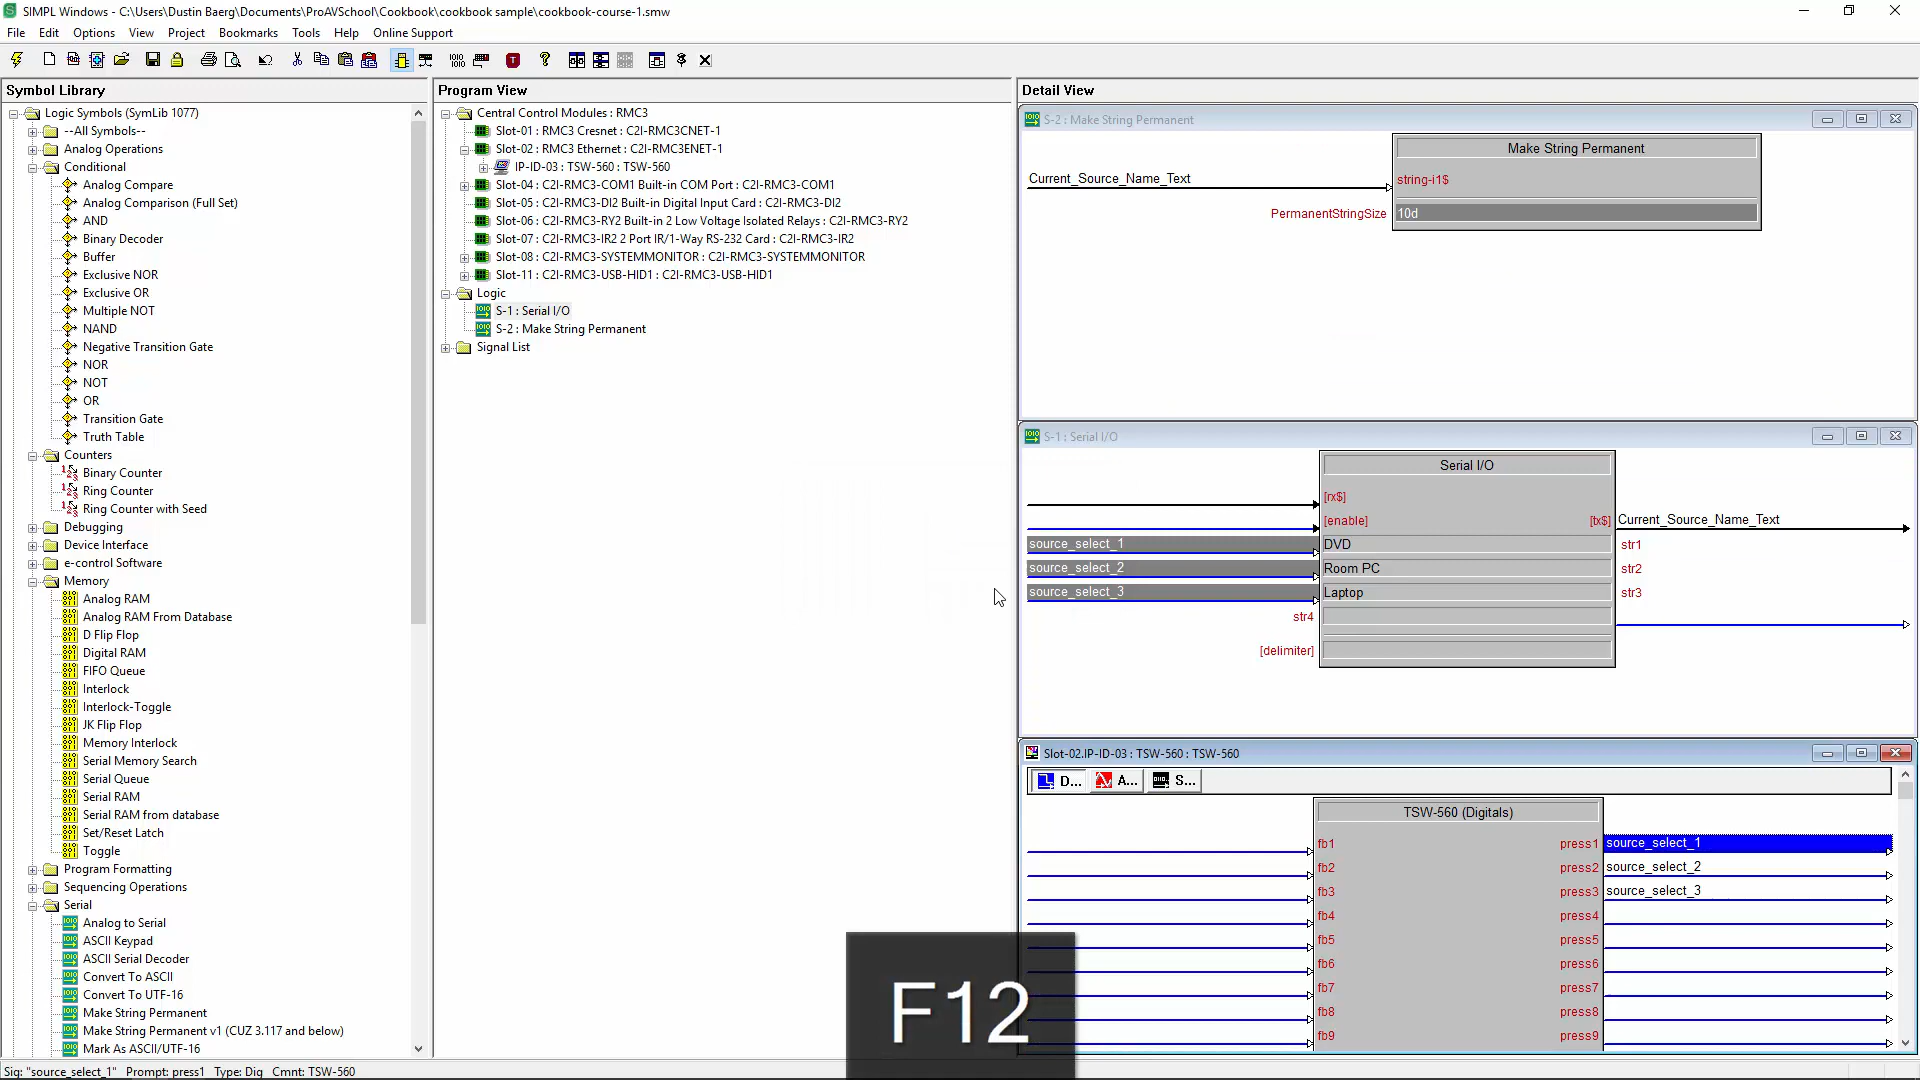 SIMPL Windows - C:\Users\Dustin Baerg\Documents\ProAVSchool\Cookbook\cookbook sample\cookbook-course-1.smw
File Edit Options View Project Bookmarks Tools Help Online Support
Symbol Library
Logic Symbols (SymLib 1077)
--All Symbols--
Analog Operations
Conditional
Analog Compare
Analog Comparison (Full Set)
AND
Binary Decoder
Buffer
Exclusive NOR
Exclusive OR
Multiple NOT
NAND
Negative Transition Gate
NOR
NOT
OR
Transition Gate
Truth Table
Counters
Binary Counter
Ring Counter
Ring Counter with Seed
Debugging
Device Interface
e-control Software
Memory
Analog RAM
Analog RAM From Database
D Flip Flop
Digital RAM
FIFO Queue
Interlock
Interlock-Toggle
JK Flip Flop
Memory Interlock
Serial Memory Search
Serial Queue
Serial RAM
Serial RAM from database
Set/Reset Latch
Toggle
Program Formatting
Sequencing Operations
Serial
Analog to Serial
ASCII Keypad
ASCII Serial Decoder
Convert To ASCII
Convert To UTF-16
Make String Permanent
Make String Permanent v1 (CUZ 3.117 and below)
Mark As ASCII/UTF-16
Program View
Central Control Modules : RMC3
Slot-01 : RMC3 Cresnet : C2I-RMC3CNET-1
Slot-02 : RMC3 Ethernet : C2I-RMC3ENET-1
IP-ID-03 : TSW-560 : TSW-560
Slot-04 : C2I-RMC3-COM1 Built-in COM Port : C2I-RMC3-COM1
Slot-05 : C2I-RMC3-DI2 Built-in Digital Input Card : C2I-RMC3-DI2
Slot-06 : C2I-RMC3-RY2 Built-in 2 Low Voltage Isolated Relays : C2I-RMC3-RY2
Slot-07 : C2I-RMC3-IR2 2 Port IR/1-Way RS-232 Card : C2I-RMC3-IR2
Slot-08 : C2I-RMC3-SYSTEMMONITOR : C2I-RMC3-SYSTEMMONITOR
Slot-11 : C2I-RMC3-USB-HID1 : C2I-RMC3-USB-HID1
Logic
S-1 : Serial I/O
S-2 : Make String Permanent
Signal List
Detail View
S-2 : Make String Permanent
Make String Permanent
Current_Source_Name_Text string-i1$
PermanentStringSize 10d
S-1 : Serial I/O
Serial I/O
[rx$]
[enable] [tx$] Current_Source_Name_Text
source_select_1 DVD str1
source_select_2 Room PC str2
source_select_3 Laptop str3
str4
[delimiter]
Slot-02.IP-ID-03 : TSW-560 : TSW-560
D... A... S...
TSW-560 (Digitals)
fb1 press1 source_select_1
fb2 press2 source_select_2
fb3 press3 source_select_3
fb4 press4
fb5 press5
fb6 press6
fb7 press7
fb8 press8
fb9 press9
F12
Sig: "source_select_1" Prompt: press1 Type: Dig Cmnt: TSW-560